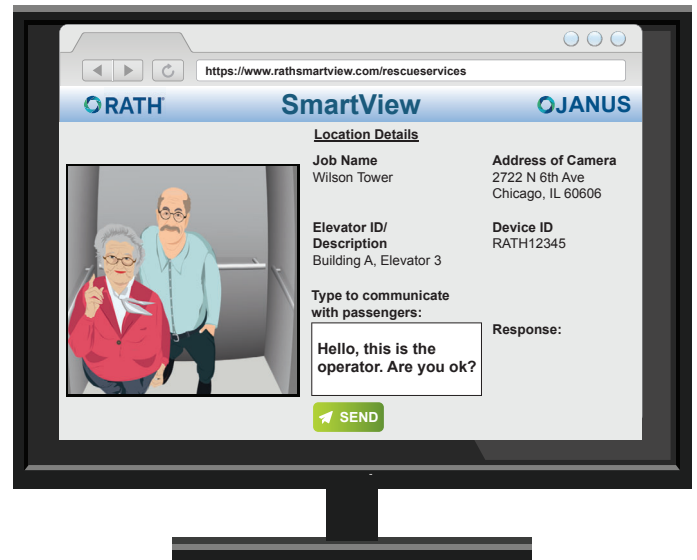 https://www.rathsmartview.com/rescueservices
RATH
SmartView
JANUS
Location Details
Job Name
Wilson Tower
Address of Camera
2722 N 6th Ave
Chicago, IL 60606
Elevator ID/
Description
Building A, Elevator 3
Device ID
RATH12345
Type to communicate
with passengers:
Hello, this is the
operator. Are you ok?
Response:
SEND